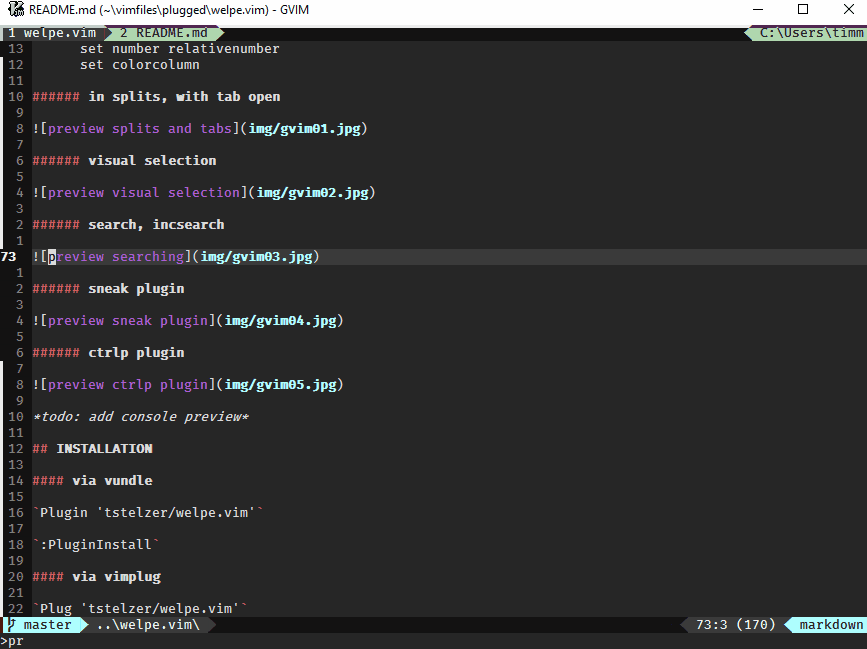 README.md (~\vimfiles\plugged\welpe.vim) - GVIM
1 welpe.vim 2 README.md C:\Users\timm
13 set number relativenumber
12 set colorcolumn
11
10 ###### in splits, with tab open
9
8 ![preview splits and tabs](img/gvim01.jpg)
7
6 ###### visual selection
5
4 ![preview visual selection](img/gvim02.jpg)
3
2 ###### search, incsearch
1
73 ![preview searching](img/gvim03.jpg)
1
2 ###### sneak plugin
3
4 ![preview sneak plugin](img/gvim04.jpg)
5
6 ###### ctrlp plugin
7
8 ![preview ctrlp plugin](img/gvim05.jpg)
9
10 *todo: add console preview*
11
12 ## INSTALLATION
13
14 #### via vundle
15
16 `Plugin 'tstelzer/welpe.vim'`
17
18 `:PluginInstall`
19
20 #### via vimplug
21
22 `Plug 'tstelzer/welpe.vim'`
master ..\welpe.vim\ 73:3 (170) markdown
>pr